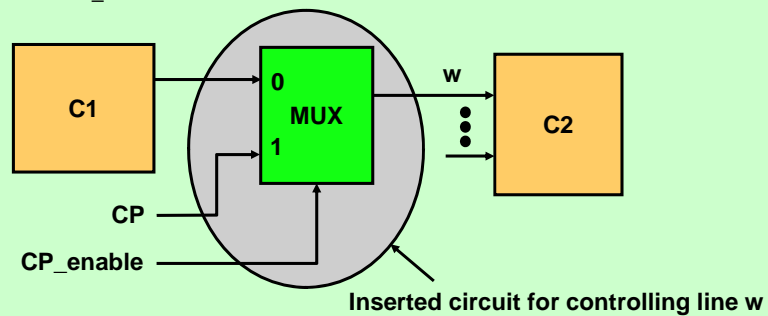 C1
0
MUX
1
w
C2
CP
CP_enable
Inserted circuit for controlling line w